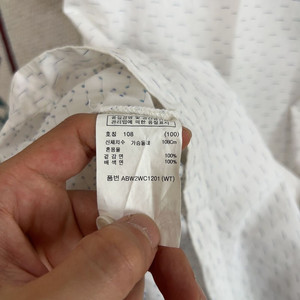 호칭 108 (100)
신체치수 가슴둘레 108Cm
혼용율
겉감 면 100%
배색 면 100%
품번 ABW2WC1201 (WT)